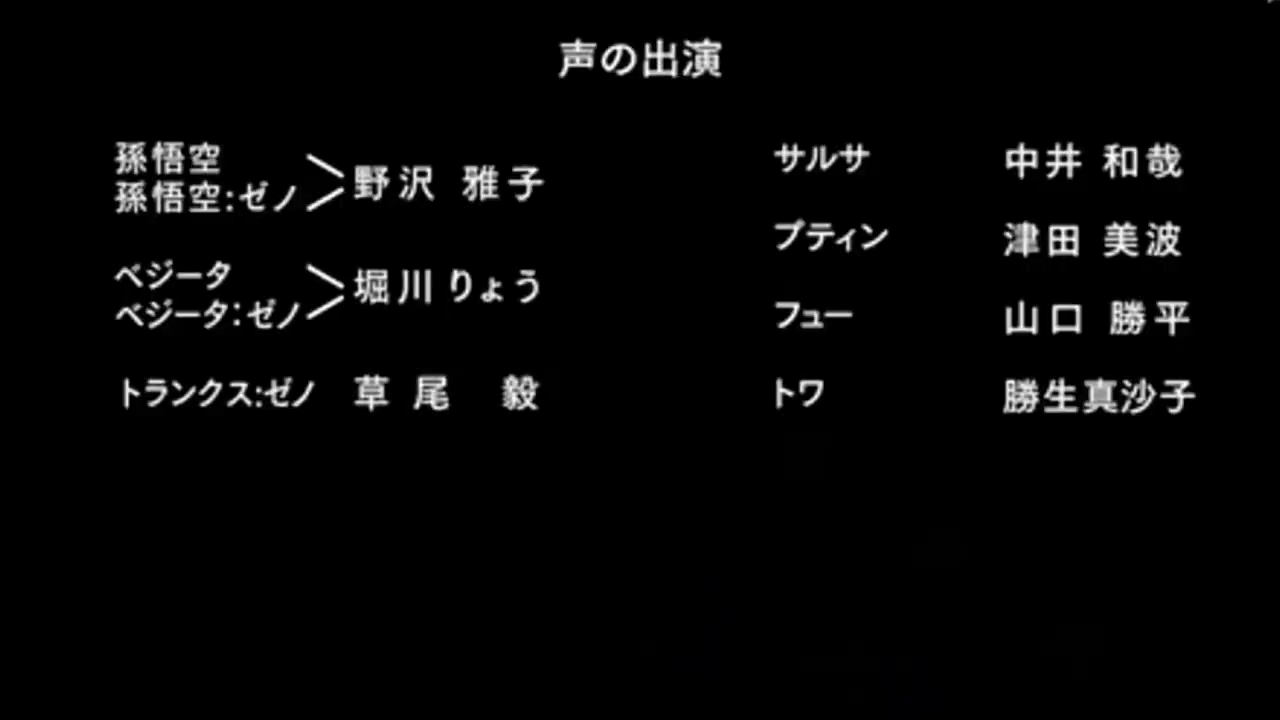 声の出演
孫悟空
孫悟空:ゼノ
野沢 雅子
ベジータ
ベジータ:ゼノ
堀川りょう
トランクス:ゼノ 草尾 毅
サルサ 中井 和哉
プティン 津田 美波
フュー 山口 勝平
トワ 勝生真沙子